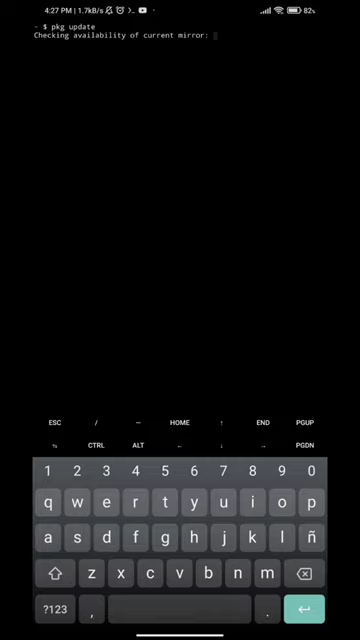 4:27 PM | 1.7kB/s
82%
~ $ pkg update
Checking availability of current mirror:
ESC / — HOME ↑ END PGUP
↹ CTRL ALT ← ↓ → PGDN
1 2 3 4 5 6 7 8 9 0
q w e r t y u i o p
a s d f g h j k l ñ
z x c v b n m
?123 , .